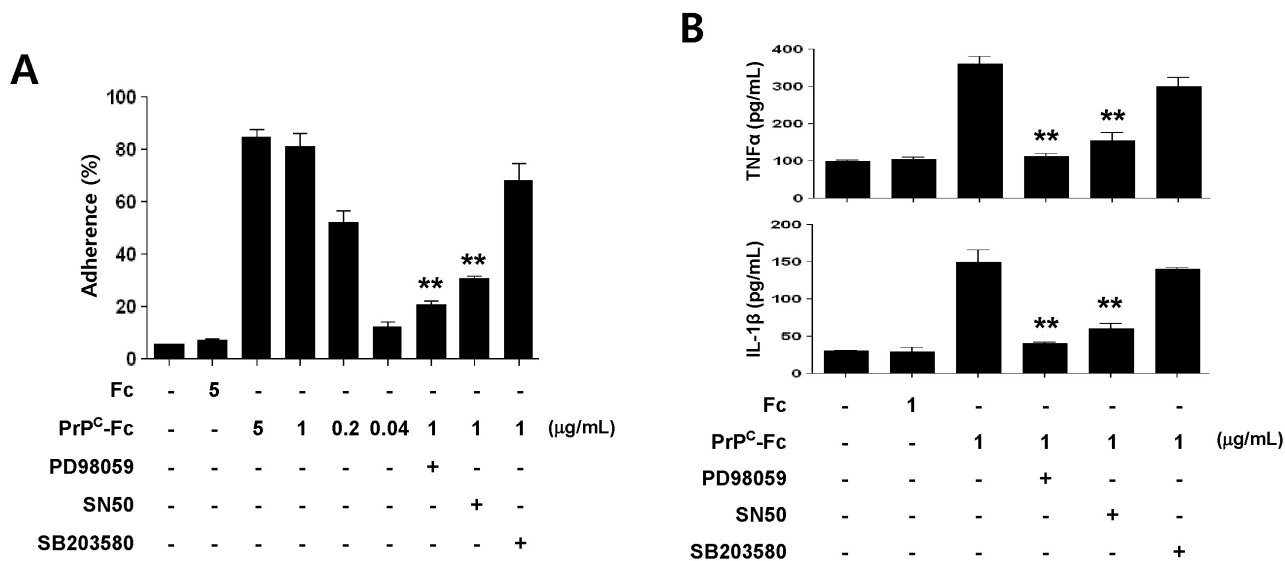 A
100
80
60
40
20
0
Adherence (%)
**
**
Fc - 5 - - - - - - -
PrPC-Fc - - 5 1 0.2 0.04 1 1 1 (μg/mL)
PD98059 - - - - - - + - -
SN50 - - - - - - - + -
SB203580 - - - - - - - - +
B
400
300
200
100
0
TNFα (pg/mL)
**
**
200
150
100
50
0
IL-1β (pg/mL)
**
**
Fc - 1 - - - -
PrPC-Fc - - 1 1 1 1 (μg/mL)
PD98059 - - - + - -
SN50 - - - - + -
SB203580 - - - - - +